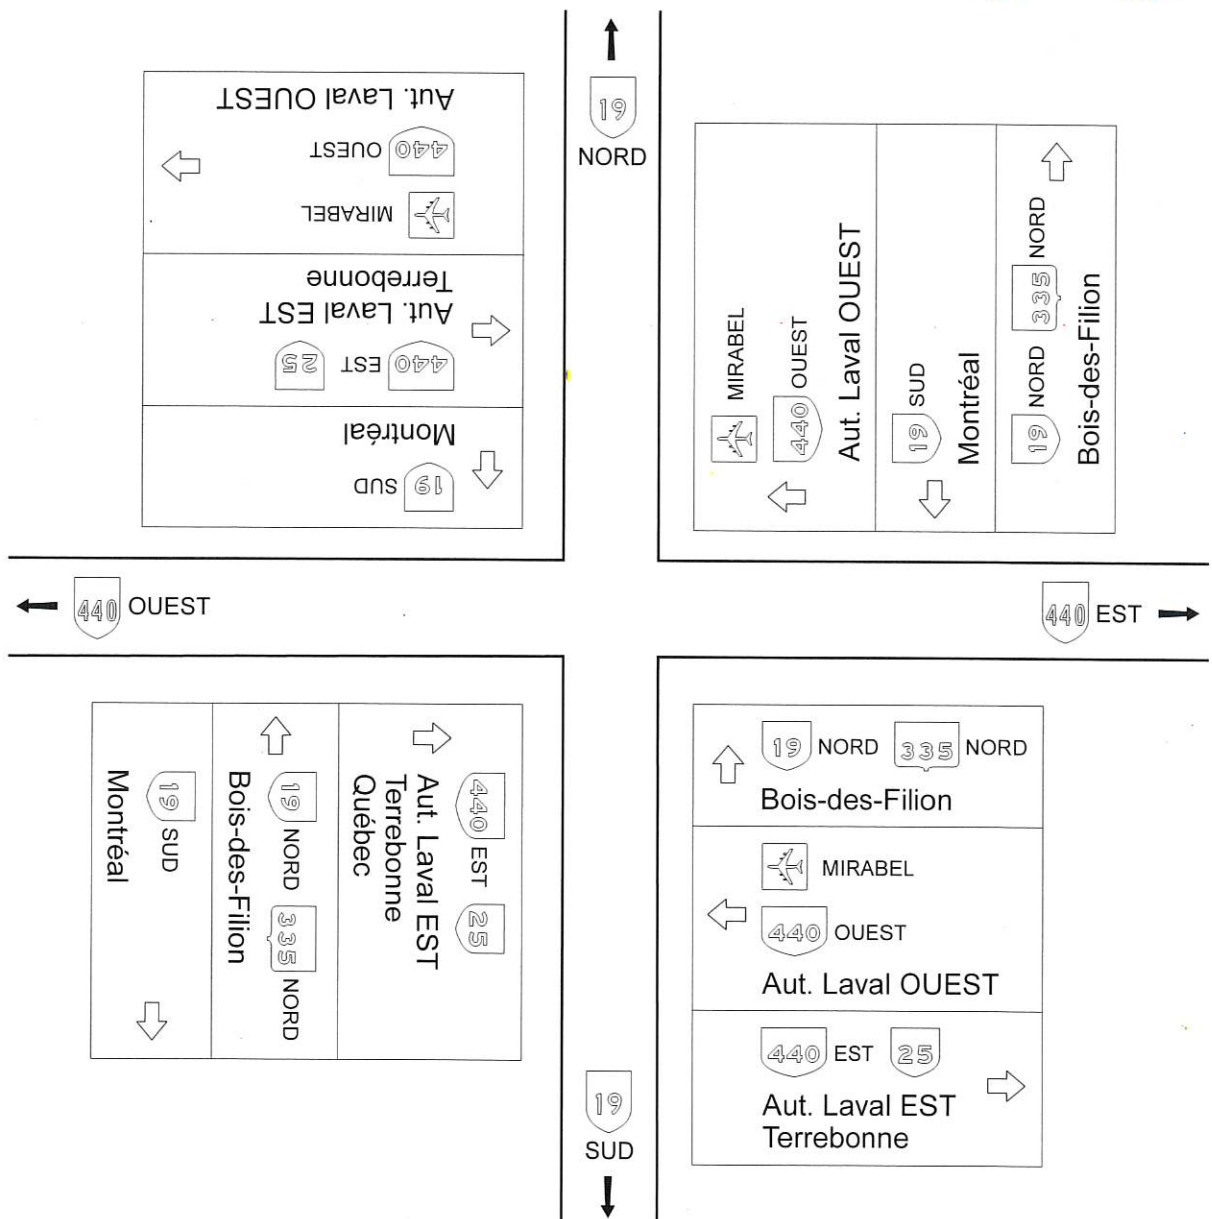 19
NORD
Aut. Laval OUEST
440 OUEST
MIRABEL
Terrebonne
Aut. Laval EST
440 EST 25
Montréal
19 SUD
MIRABEL
440 OUEST
Aut. Laval OUEST
19 SUD
Montréal
19 NORD 335 NORD
Bois-des-Filion
440 OUEST
440 EST
440 EST 25
Aut. Laval EST
Terrebonne
Québec
19 NORD 335 NORD
Bois-des-Filion
19 SUD
Montréal
19 NORD 335 NORD
Bois-des-Filion
MIRABEL
440 OUEST
Aut. Laval OUEST
440 EST 25
Aut. Laval EST
Terrebonne
19
SUD